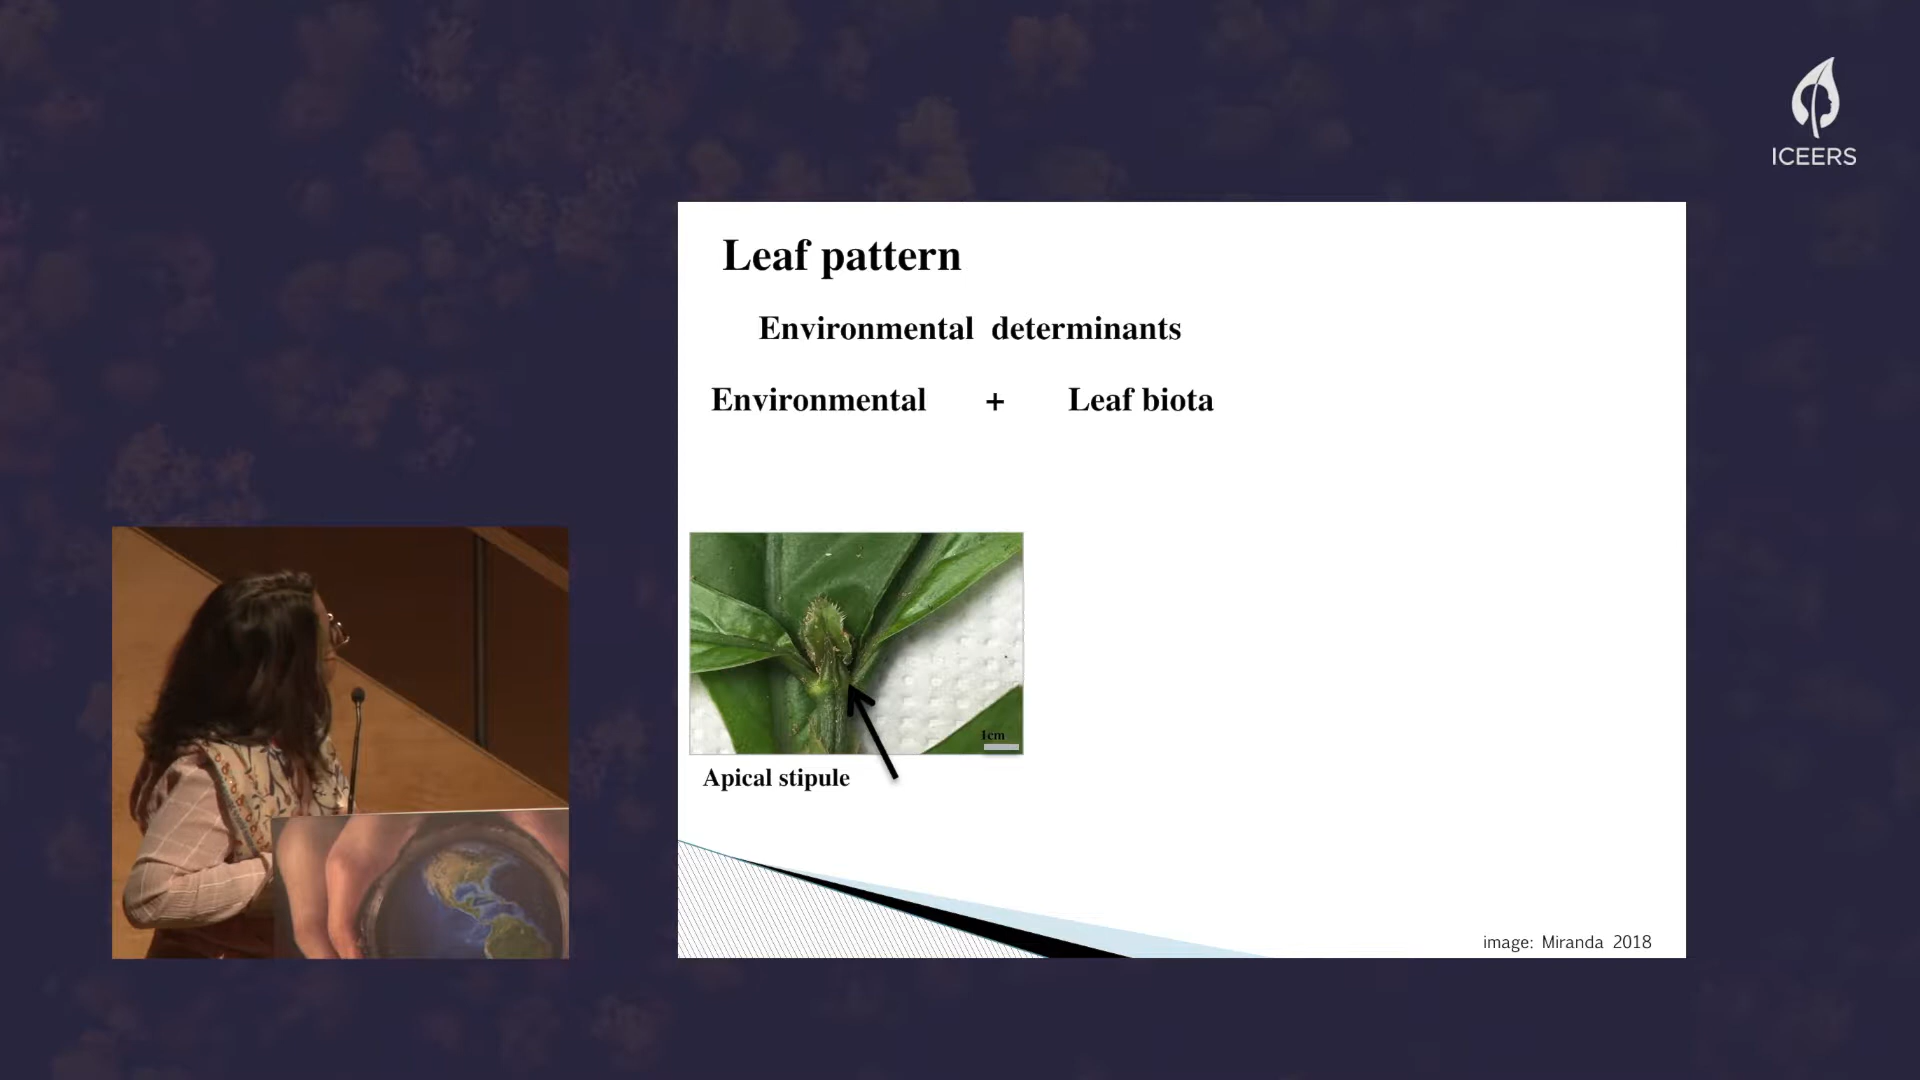 ICEERS
Leaf pattern
Environmental determinants
Environmental + Leaf biota
1cm
Apical stipule
image: Miranda 2018